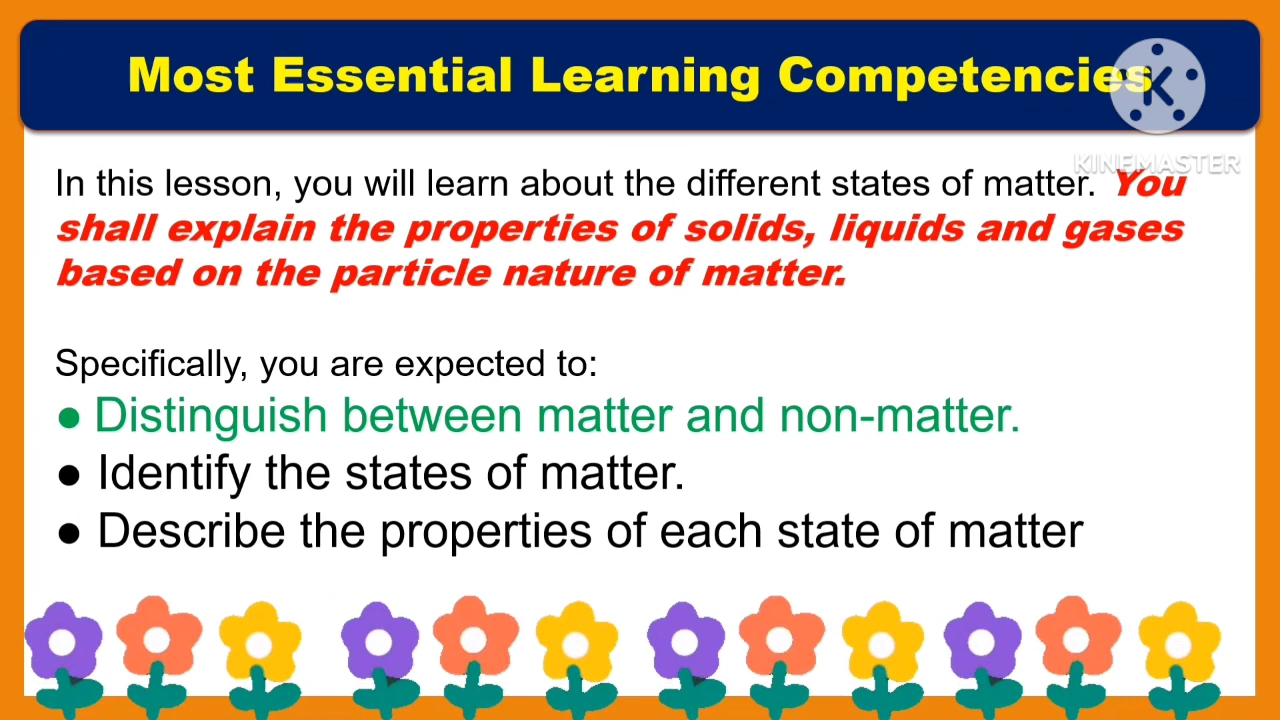 Most Essential Learning Competencies
K
KINEMASTER
In this lesson, you will learn about the different states of matter. You
shall explain the properties of solids, liquids and gases
based on the particle nature of matter.
Specifically, you are expected to:
● Distinguish between matter and non-matter.
● Identify the states of matter.
● Describe the properties of each state of matter